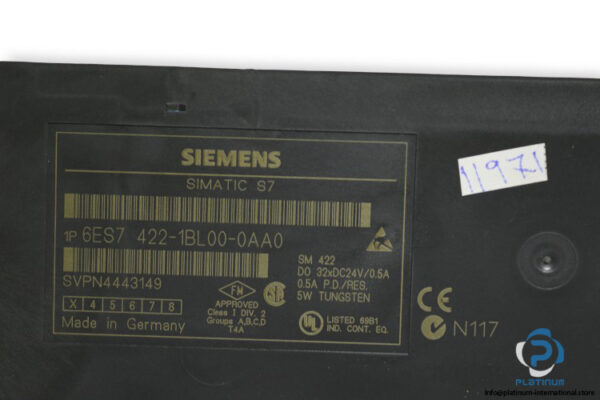 SIEMENS
SIMATIC S7
1P 6ES7 422-1BL00-0AA0
SVPN4443149
X 4 5 6 7 8
Made in Germany
FM
APPROVED
Class I DIV. 2
Groups A,B,C,D
T4A
SM 422
DO 32xDC24V/0.5A
0.5A P.D./RES.
5W TUNGSTEN
UL
LISTED 69B1
IND. CONT. EQ.
CE
N117
11971
PLATINUM
info@platinum-international.store